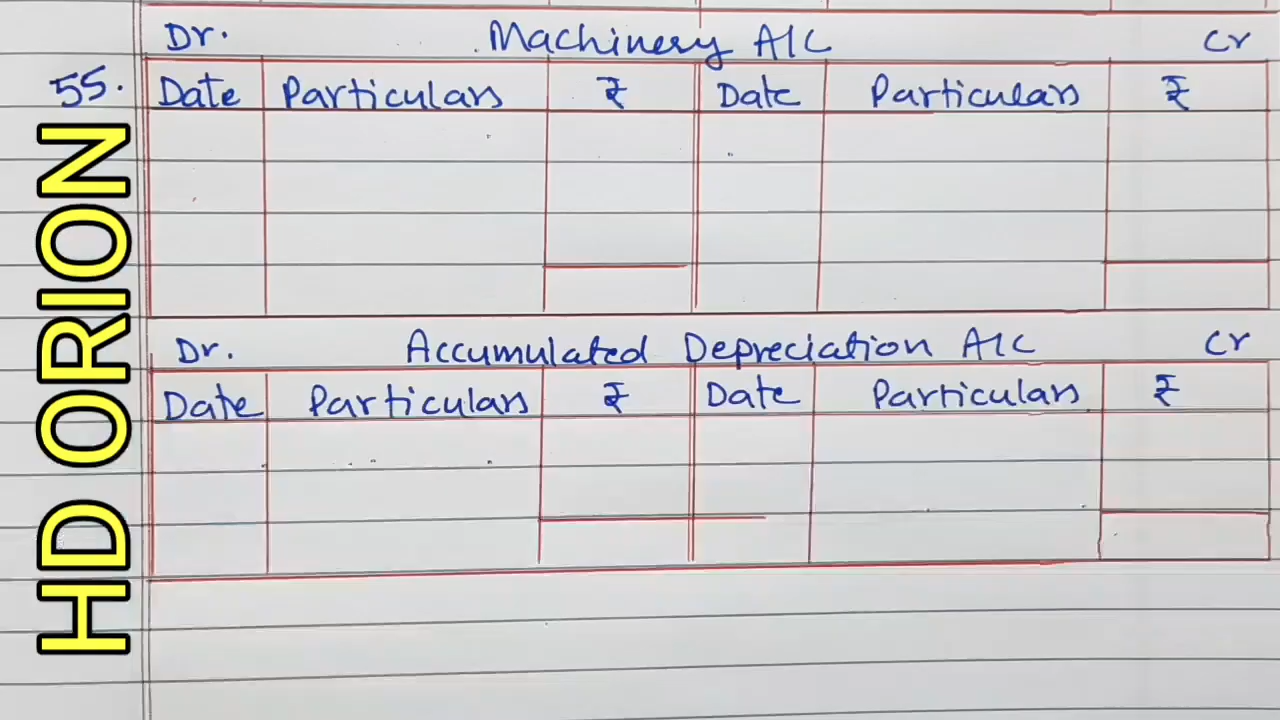 Dr. Machinery A/C Cr
55. Date Particulars ₹ Date Particulars ₹
Dr. Accumulated Depreciation A/C Cr
Date Particulars ₹ Date Particulars ₹
HD ORION